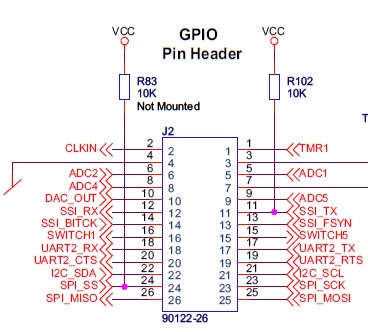 VCC GPIO VCC
Pin Header
R83 R102
10K 10K
Not Mounted
J2
CLKIN 2 2 1 1 TMR1
4 4 3 3
ADC2 6 6 5 5 ADC1
ADC4 8 8 7 7
DAC_OUT 10 10 9 9 ADC5
SSI_RX 12 12 11 11 SSI_TX
SSI_BITCK 14 14 13 13 SSI_FSYN
SWITCH1 16 16 15 15 SWITCH5
UART2_RX 18 18 17 17 UART2_TX
UART2_CTS 20 20 19 19 UART2_RTS
I2C_SDA 22 22 21 21 I2C_SCL
SPI_SS 24 24 23 23 SPI_SCK
SPI_MISO 26 26 25 25 SPI_MOSI
90122-26